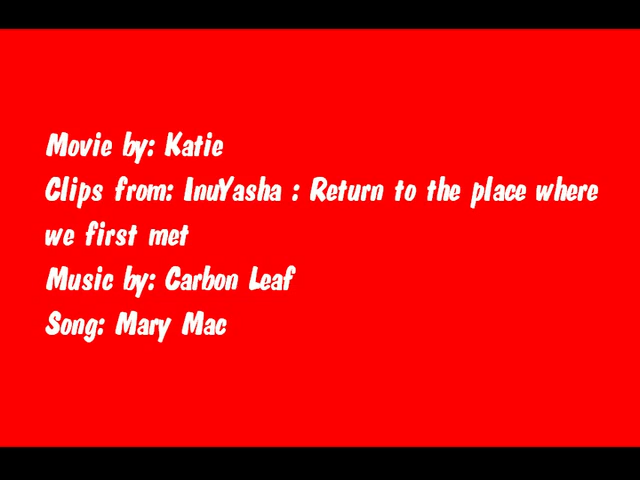 Movie by: Katie
Clips from: InuYasha : Return to the place where
we first met
Music by: Carbon Leaf
Song: Mary Mac